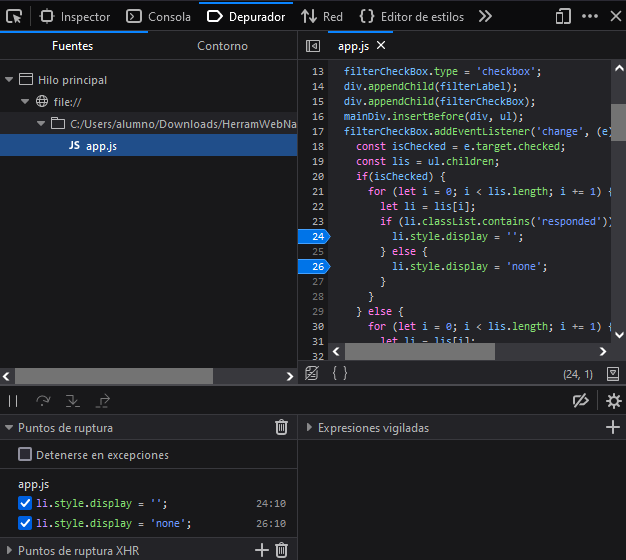 Inspector Consola Depurador Red Editor de estilos
Fuentes Contorno
app.js
Hilo principal
file://
C:/Users/alumno/Downloads/HerramWebNa
JS app.js
13 filterCheckBox.type = 'checkbox';
14 div.appendChild(filterLabel);
15 div.appendChild(filterCheckBox);
16 mainDiv.insertBefore(div, ul);
17 filterCheckBox.addEventListener('change', (e)
18 const isChecked = e.target.checked;
19 const lis = ul.children;
20 if(isChecked) {
21 for (let i = 0; i < lis.length; i += 1) {
22 let li = lis[i];
23 if (li.classList.contains('responded'))
24 li.style.display = '';
25 } else {
26 li.style.display = 'none';
27 }
28 }
29 } else {
30 for (let i = 0; i < lis.length; i += 1) {
31 let li = lis[i];
32
{ } (24, 1)
Puntos de ruptura
Detenerse en excepciones
app.js
li.style.display = ''; 24:10
li.style.display = 'none'; 26:10
Puntos de ruptura XHR
Expresiones vigiladas